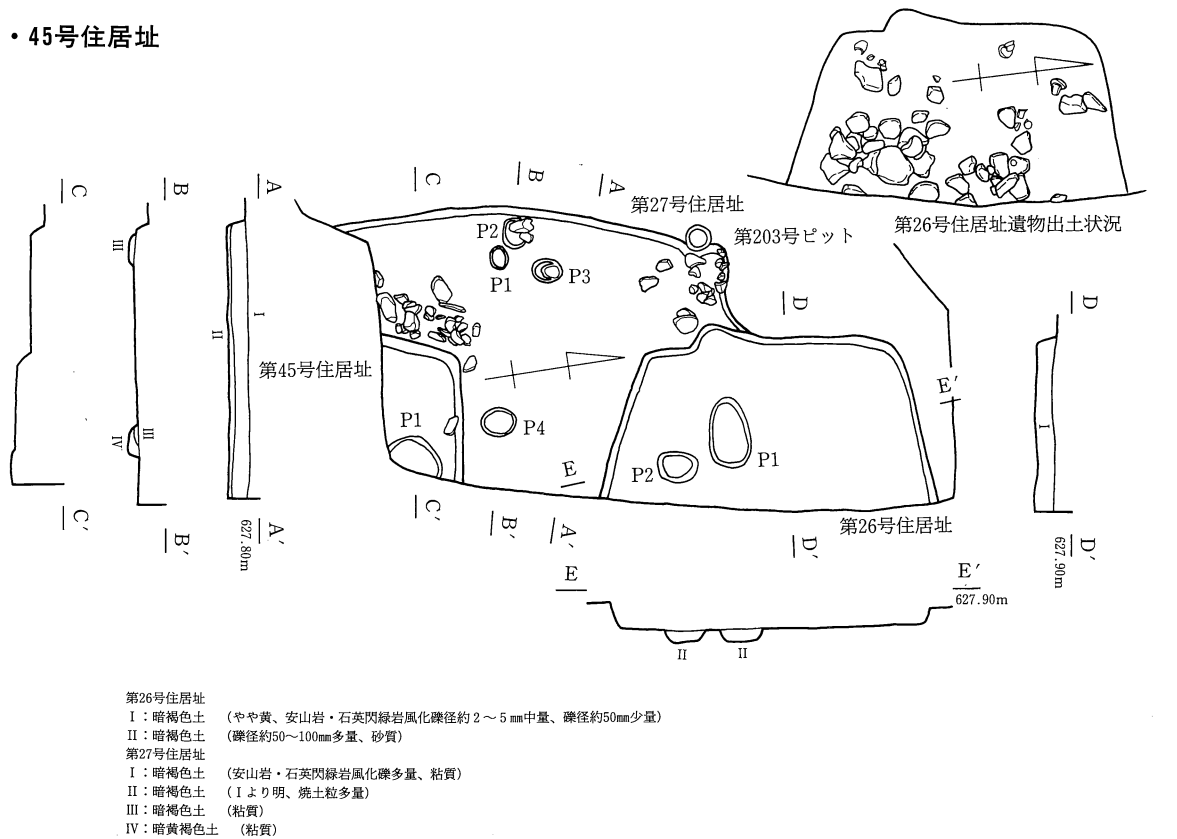 ・45号住居址
第26号住居址遺物出土状況
C
B
A
C
B
A
第27号住居址
第203号ピット
P2
P1
P3
D
D
III
I
II
第45号住居址
E′
I
P1
P4
III
IV
E
P2
P1
C′
B′
A′
627.80m
C′
B′
A′
D′
第26号住居址
D′
627.90m
E
E′
627.90m
II
II
第26号住居址
I：暗褐色土　（やや黄、安山岩・石英閃緑岩風化礫径約2～5㎜中量、礫径約50㎜少量）
II：暗褐色土　（礫径約50～100㎜多量、砂質）
第27号住居址
I：暗褐色土　（安山岩・石英閃緑岩風化礫多量、粘質）
II：暗褐色土　（Iより明、焼土粒多量）
III：暗褐色土　（粘質）
IV：暗黄褐色土　（粘質）